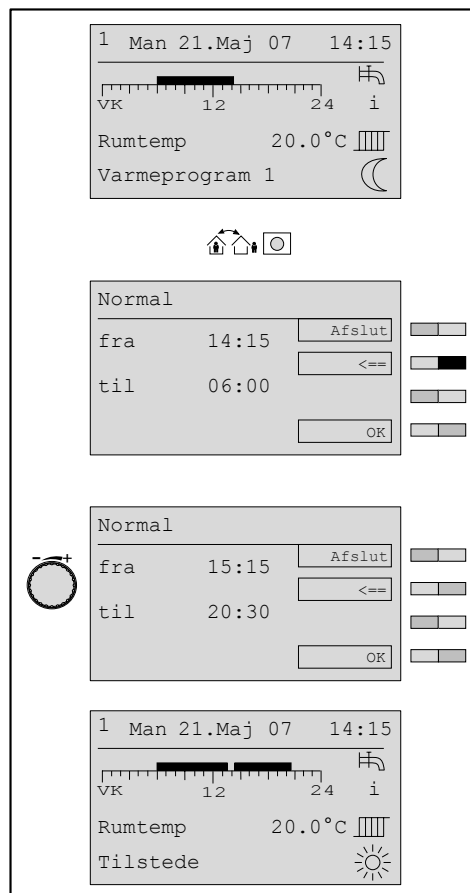 1 Man 21.Maj 07 14:15
VK 12 24 i
Rumtemp 20.0°C
Varmeprogram 1
Normal
fra 14:15 Afslut
<==
til 06:00
OK
Normal
- +
fra 15:15 Afslut
<==
til 20:30
OK
1 Man 21.Maj 07 14:15
VK 12 24 i
Rumtemp 20.0°C
Tilstede